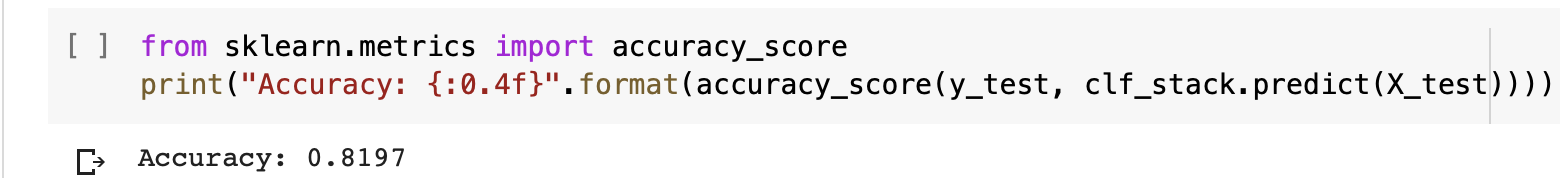 [ ] from sklearn.metrics import accuracy_score
print("Accuracy: {:0.4f}".format(accuracy_score(y_test, clf_stack.predict(X_test))))
Accuracy: 0.8197